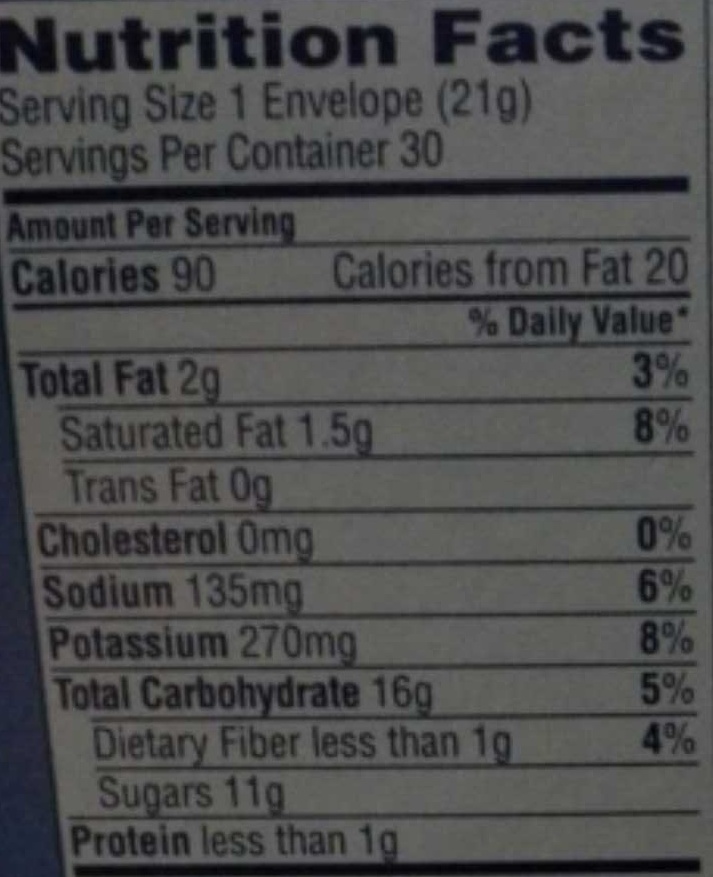 Nutrition Facts
Serving Size 1 Envelope (21g)
Servings Per Container 30
Amount Per Serving
Calories 90 Calories from Fat 20
% Daily Value*
Total Fat 2g 3%
Saturated Fat 1.5g 8%
Trans Fat 0g
Cholesterol 0mg 0%
Sodium 135mg 6%
Potassium 270mg 8%
Total Carbohydrate 16g 5%
Dietary Fiber less than 1g 4%
Sugars 11g
Protein less than 1g